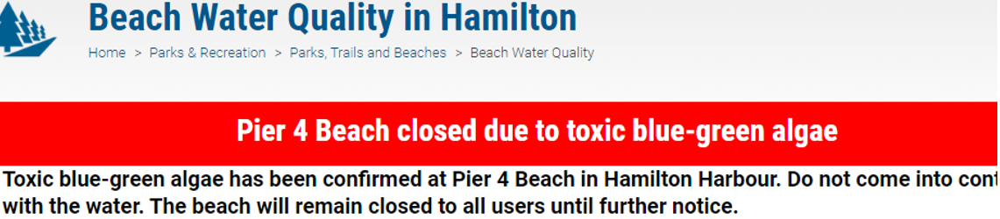 Beach Water Quality in Hamilton
Home > Parks & Recreation > Parks, Trails and Beaches > Beach Water Quality
Pier 4 Beach closed due to toxic blue-green algae
Toxic blue-green algae has been confirmed at Pier 4 Beach in Hamilton Harbour. Do not come into
with the water. The beach will remain closed to all users until further notice.